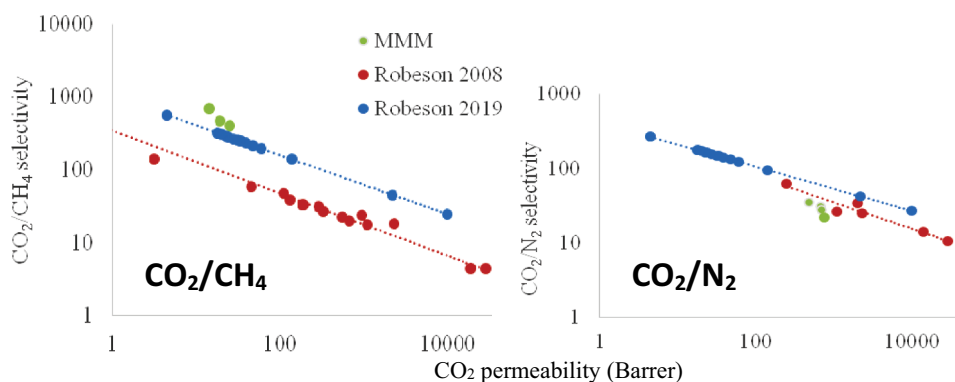 10000
1000
100
10
1
CO₂/CH₄ selectivity
MMM
Robeson 2008
Robeson 2019
CO₂/CH₄
1
100
10000
1000
100
10
1
CO₂/N₂ selectivity
CO₂/N₂
1
100
10000
CO₂ permeability (Barrer)